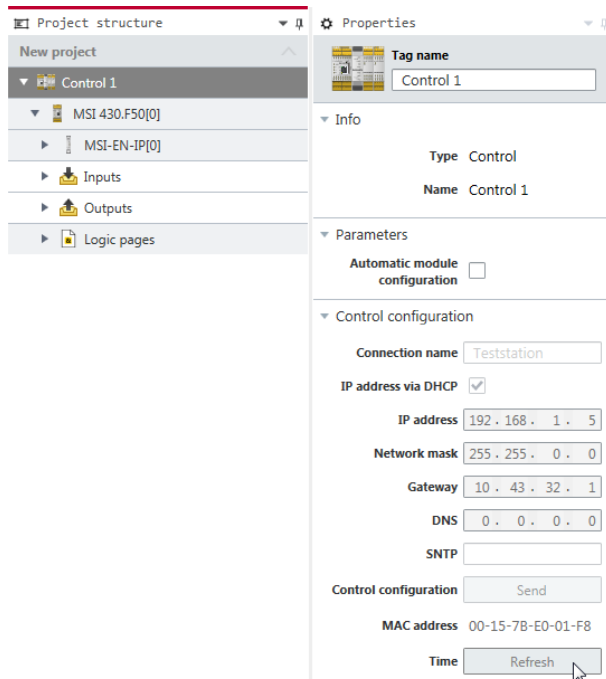 Project structure
New project
Control 1
MSI 430.F50[0]
MSI-EN-IP[0]
Inputs
Outputs
Logic pages
Properties
Tag name
Control 1
Info
Type Control
Name Control 1
Parameters
Automatic module
configuration
Control configuration
Connection name Teststation
IP address via DHCP
IP address 192 . 168 . 1 . 5
Network mask 255 . 255 . 0 . 0
Gateway 10 . 43 . 32 . 1
DNS 0 . 0 . 0 . 0
SNTP
Control configuration Send
MAC address 00-15-7B-E0-01-F8
Time Refresh